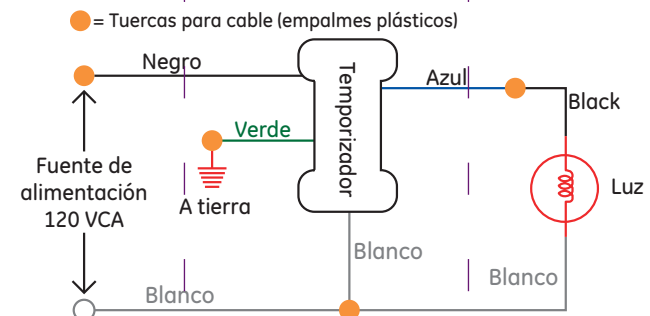 = Tuercas para cable (empalmes plásticos)
Negro
Temporizador
Azul
Black
Verde
Fuente de
alimentación
120 VCA
A tierra
Luz
Blanco
Blanco
Blanco